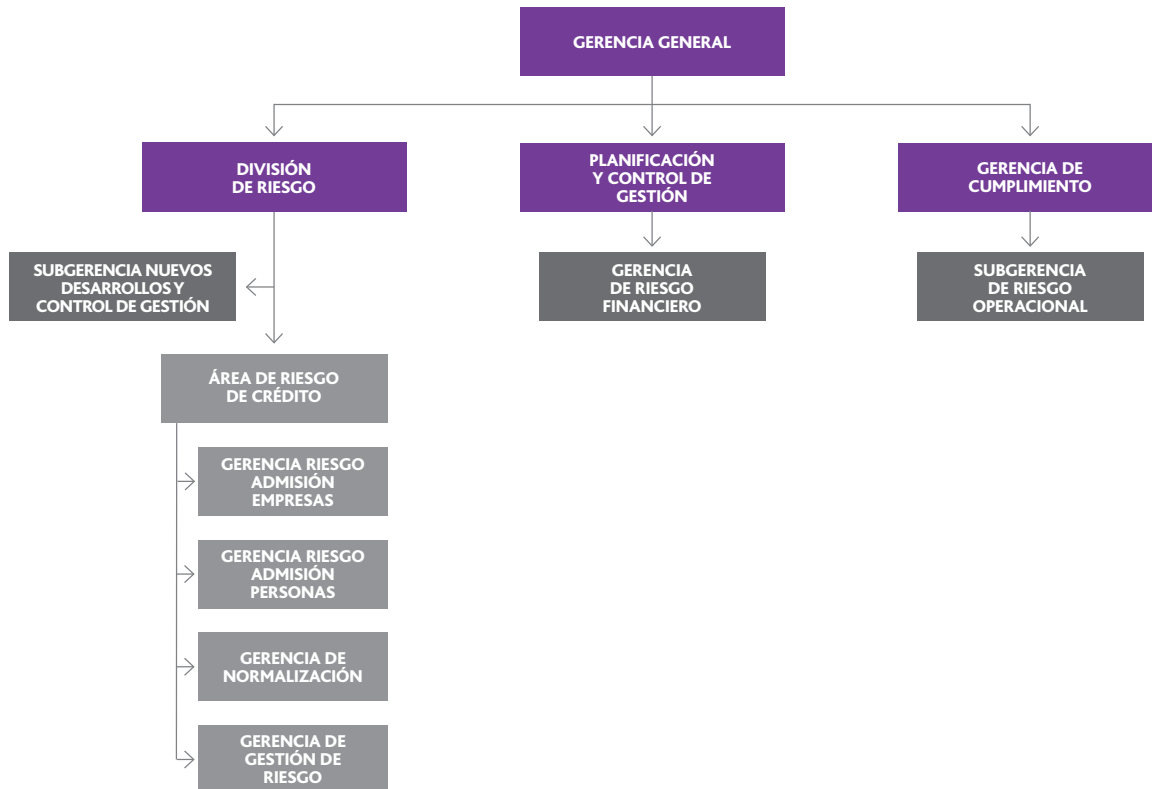 GERENCIA GENERAL
DIVISIÓN
DE RIESGO
PLANIFICACIÓN
Y CONTROL DE
GESTIÓN
GERENCIA DE
CUMPLIMIENTO
SUBGERENCIA NUEVOS
DESARROLLOS Y
CONTROL DE GESTIÓN
GERENCIA
DE RIESGO
FINANCIERO
SUBGERENCIA
DE RIESGO
OPERACIONAL
ÁREA DE RIESGO
DE CRÉDITO
GERENCIA RIESGO
ADMISIÓN
EMPRESAS
GERENCIA RIESGO
ADMISIÓN
PERSONAS
GERENCIA DE
NORMALIZACIÓN
GERENCIA DE
GESTIÓN DE
RIESGO